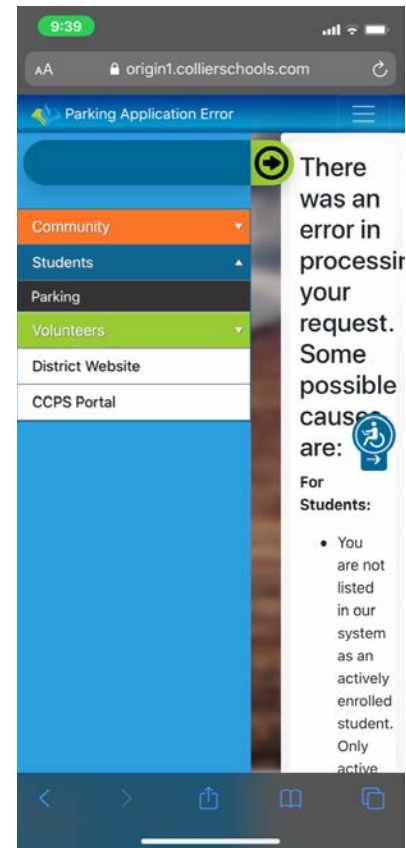 9:39
AA origin1.collierschools.com
Parking Application Error
Community
Students
Parking
Volunteers
District Website
CCPS Portal
There
was an
error in
processin
your
request.
Some
possible
causes
are:
For
Students:
• You
are not
listed
in our
system
as an
actively
enrolled
student.
Only
active